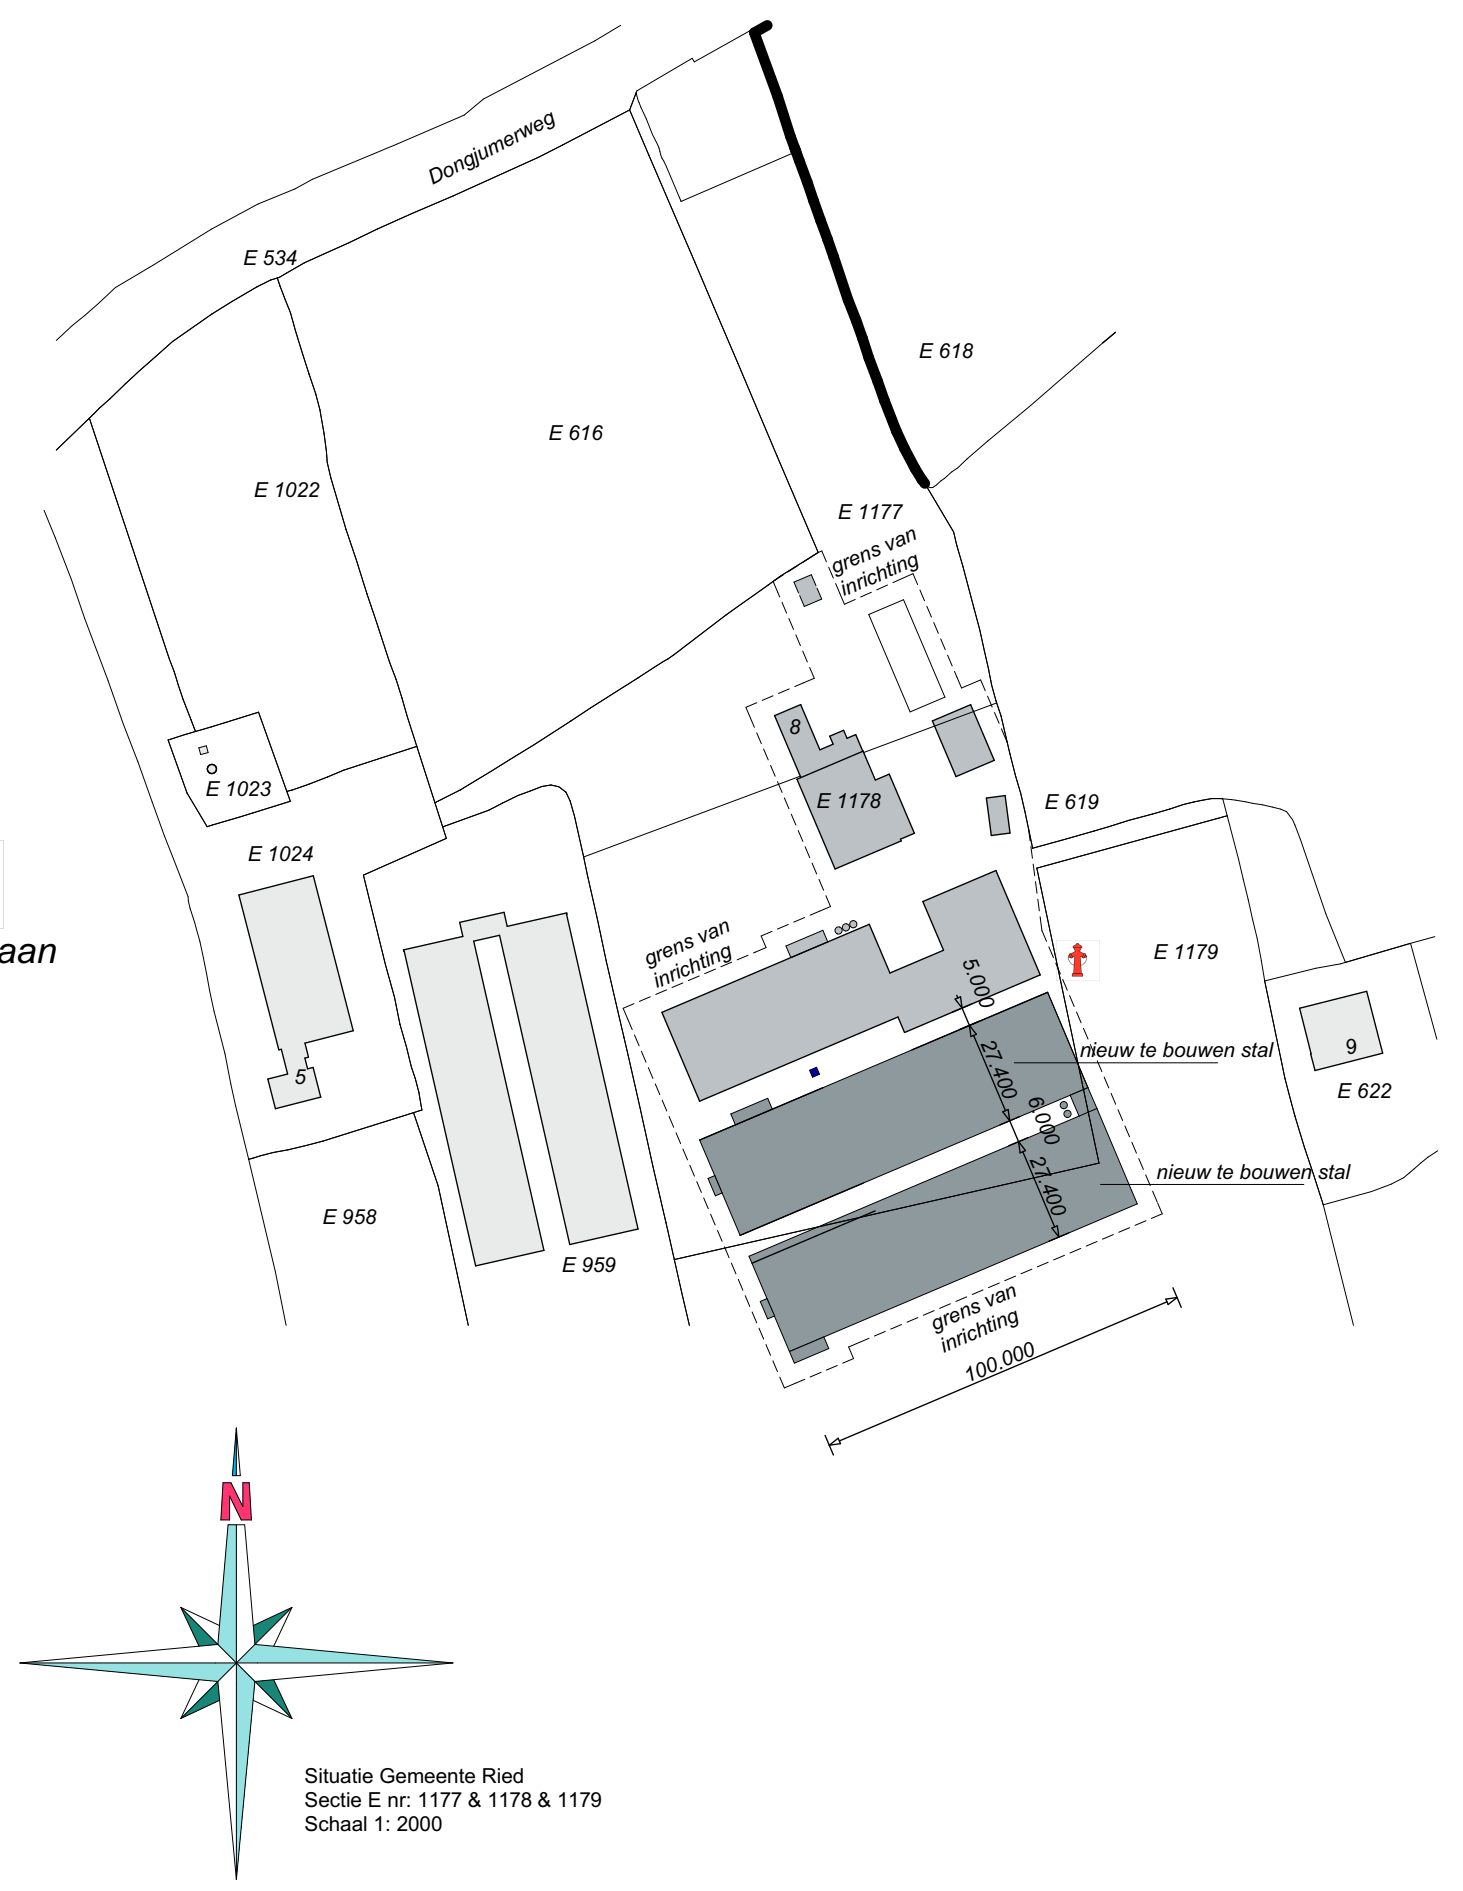 Dongjumerweg
E 534
E 618
E 616
E 1022
E 1177
grens van
inrichting
8
E 1023
E 1178
E 619
E 1024
aan
grens van
inrichting
E 1179
5.000
nieuw te bouwen stal
27.400
9
5
E 622
6.000
nieuw te bouwen stal
27.400
E 958
E 959
grens van
inrichting
100.000
N
Situatie Gemeente Ried
Sectie E nr: 1177 & 1178 & 1179
Schaal 1: 2000